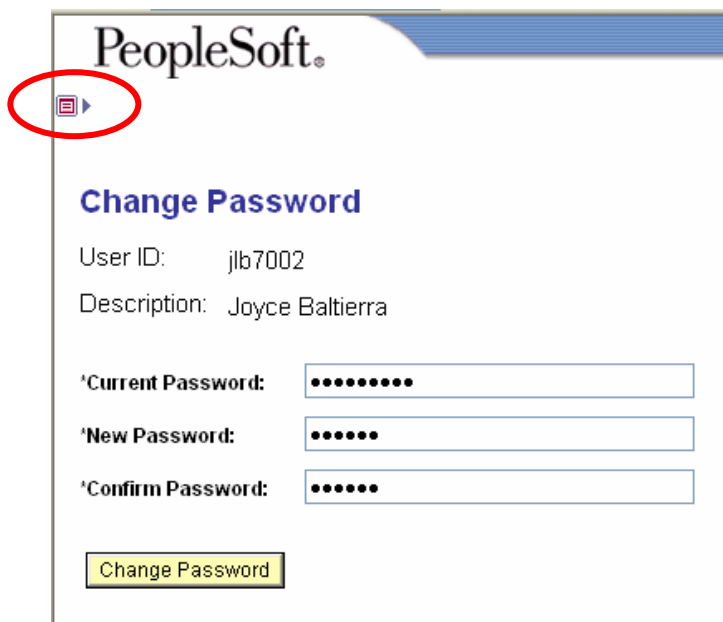 PeopleSoft®
Change Password
User ID: jlb7002
Description: Joyce Baltierra
*Current Password: •••••••••
*New Password: ••••••
*Confirm Password: ••••••
Change Password